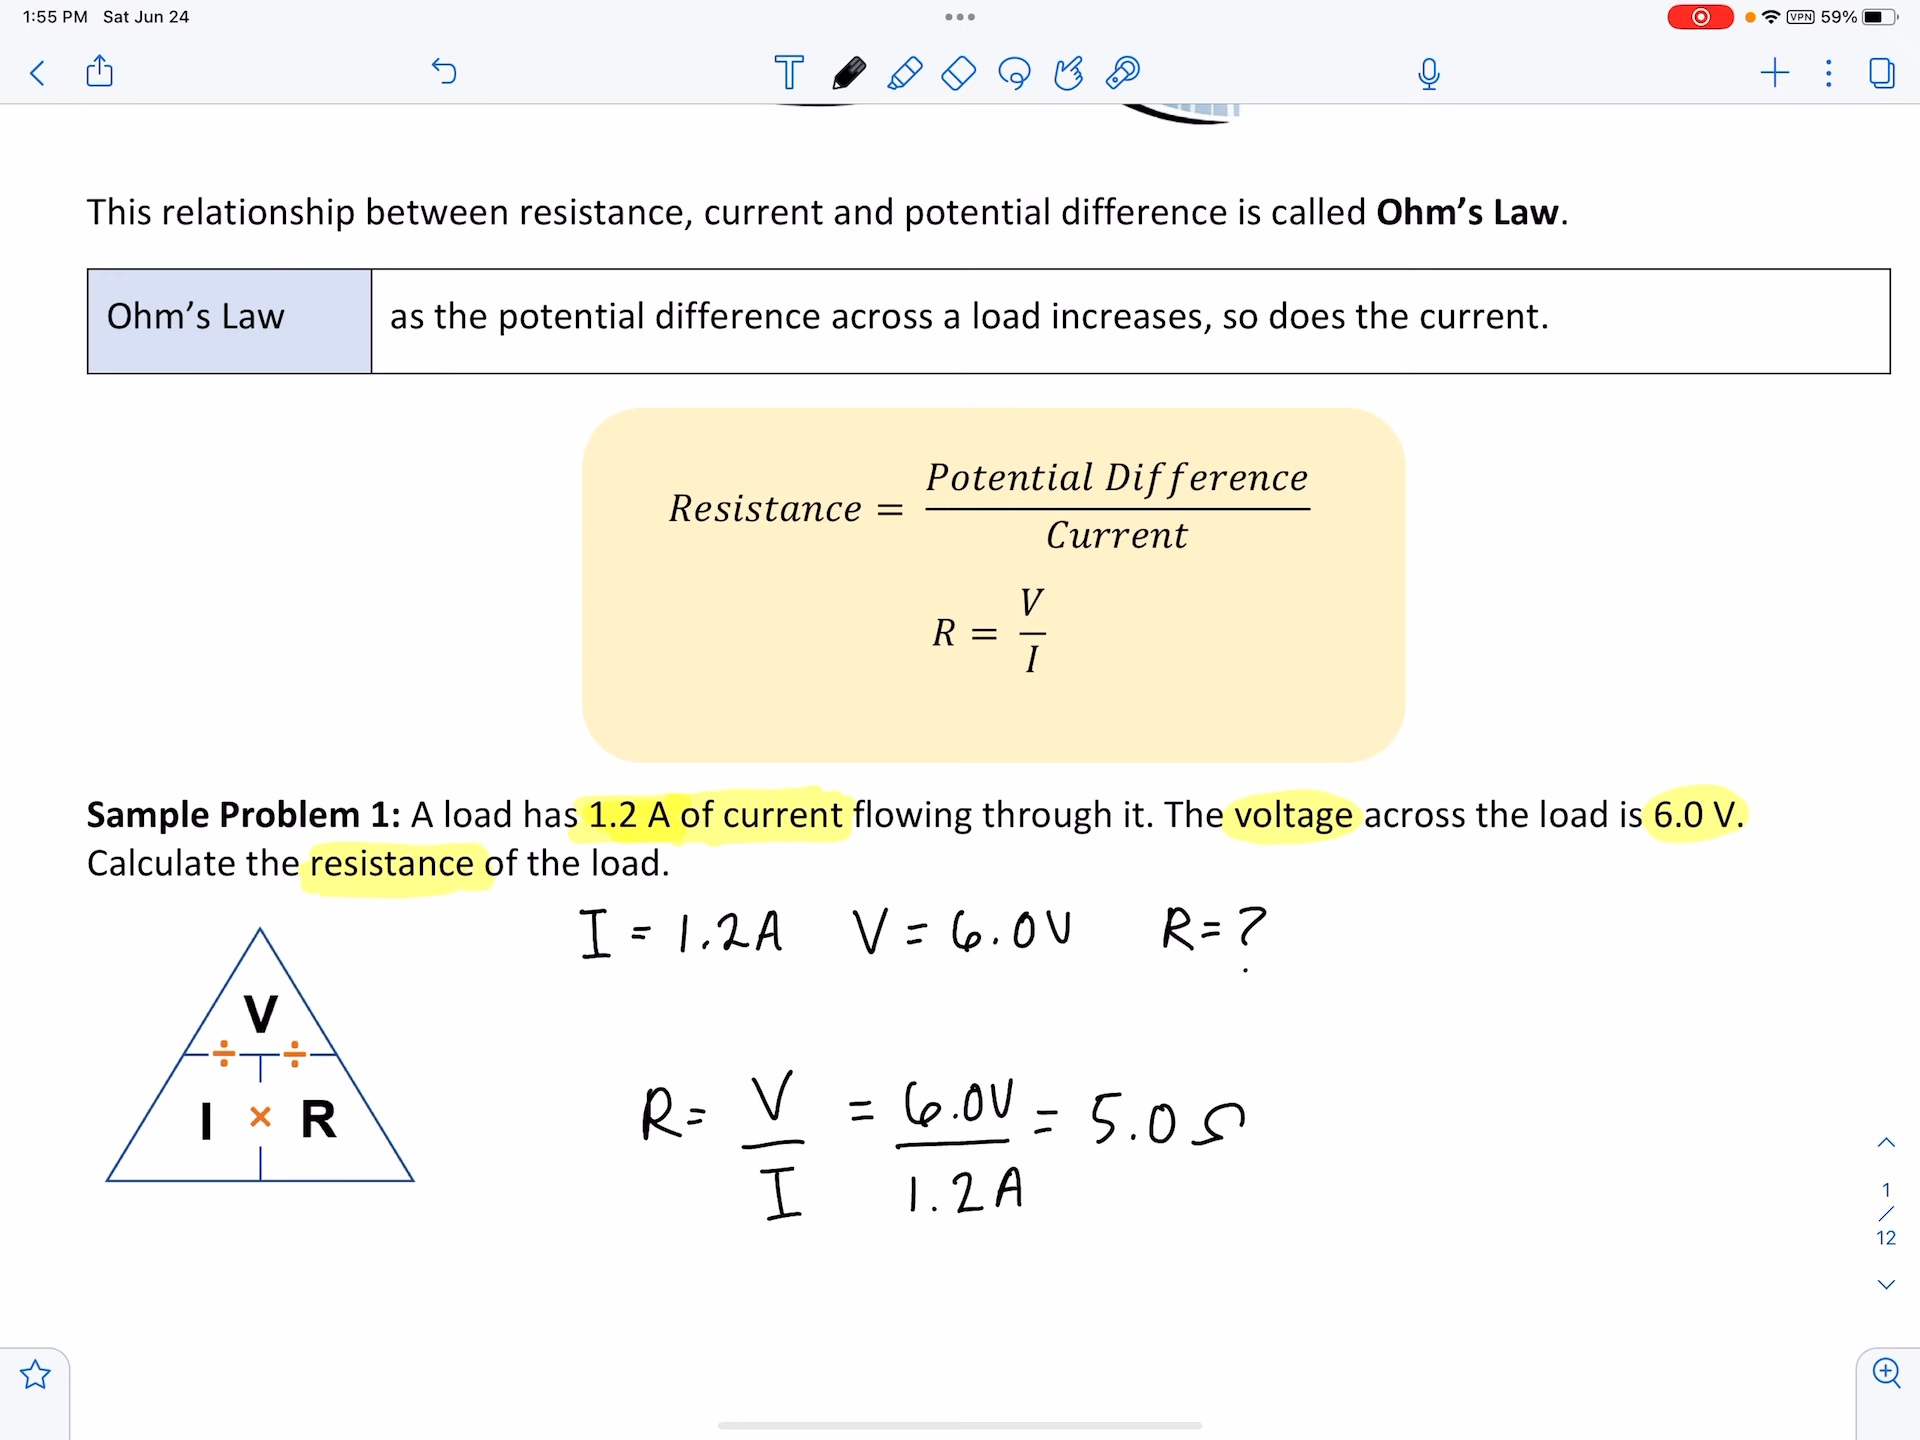 1:55 PM Sat Jun 24
VPN 59%
T
This relationship between resistance, current and potential difference is called Ohm's Law.
Ohm's Law
as the potential difference across a load increases, so does the current.
Resistance = Potential Difference / Current
R = V / I
Sample Problem 1: A load has 1.2 A of current flowing through it. The voltage across the load is 6.0 V.
Calculate the resistance of the load.
I = 1.2A V = 6.0V R = ?
V
÷ ÷
I × R
R = V / I = 6.0V / 1.2A = 5.0 Ω
1
/
12